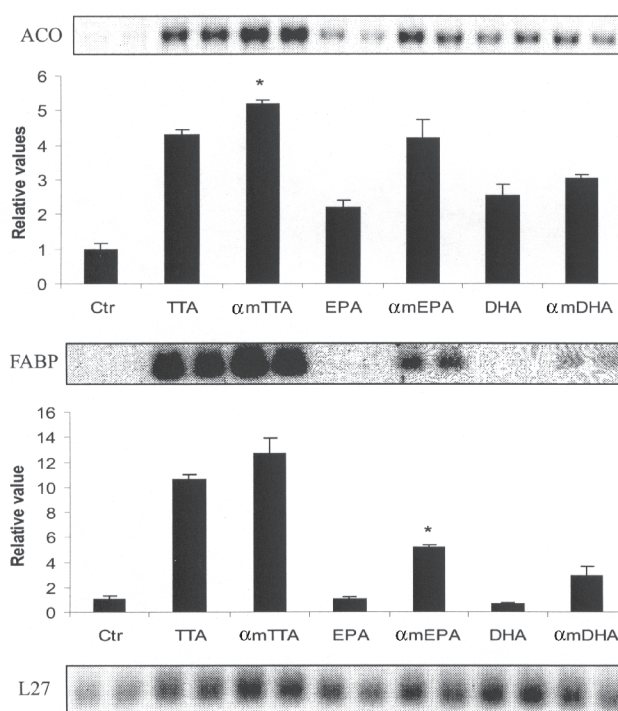 ACO
6
5
4
3
2
1
0
Relative values
*
Ctr TTA αmTTA EPA αmEPA DHA αmDHA
FABP
16
14
12
10
8
6
4
2
0
Relative value
*
Ctr TTA αmTTA EPA αmEPA DHA αmDHA
L27